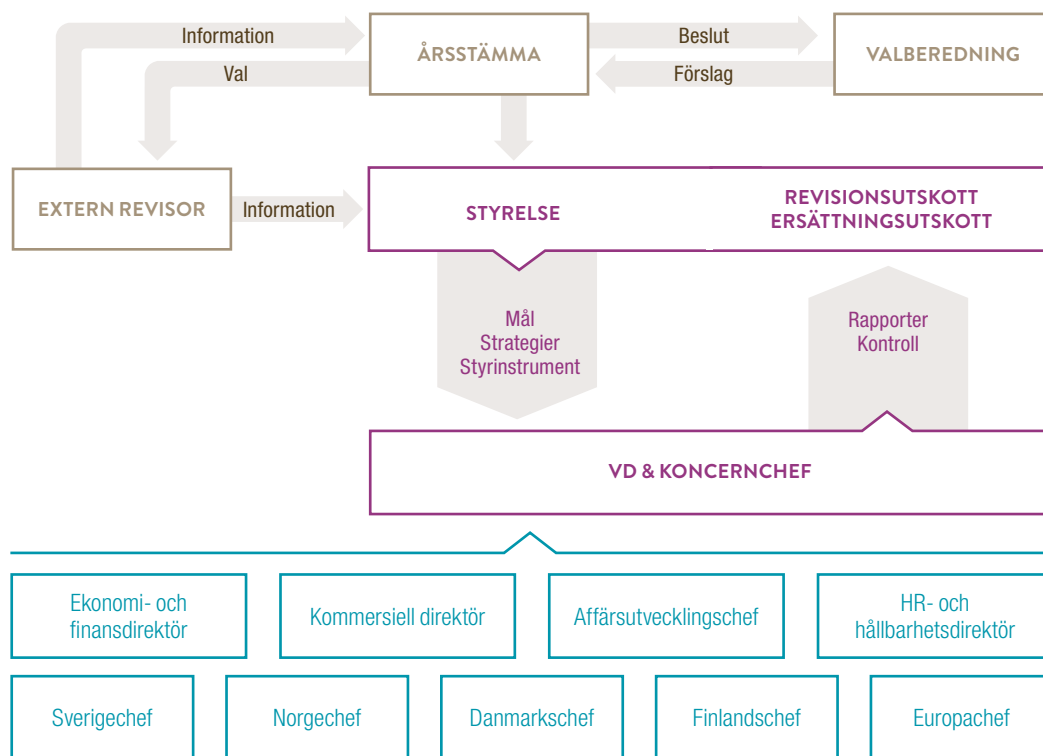 Information
Val
ÅRSSTÄMMA
Beslut
Förslag
VALBEREDNING
EXTERN REVISOR
Information
STYRELSE
REVISIONSUTSKOTT
ERSÄTTNINGSUTSKOTT
Mål
Strategier
Styrinstrument
Rapporter
Kontroll
VD & KONCERNCHEF
Ekonomi- och
finansdirektör
Kommersiell direktör
Affärsutvecklingschef
HR- och
hållbarhetsdirektör
Sverigechef
Norgechef
Danmarkschef
Finlandschef
Europachef